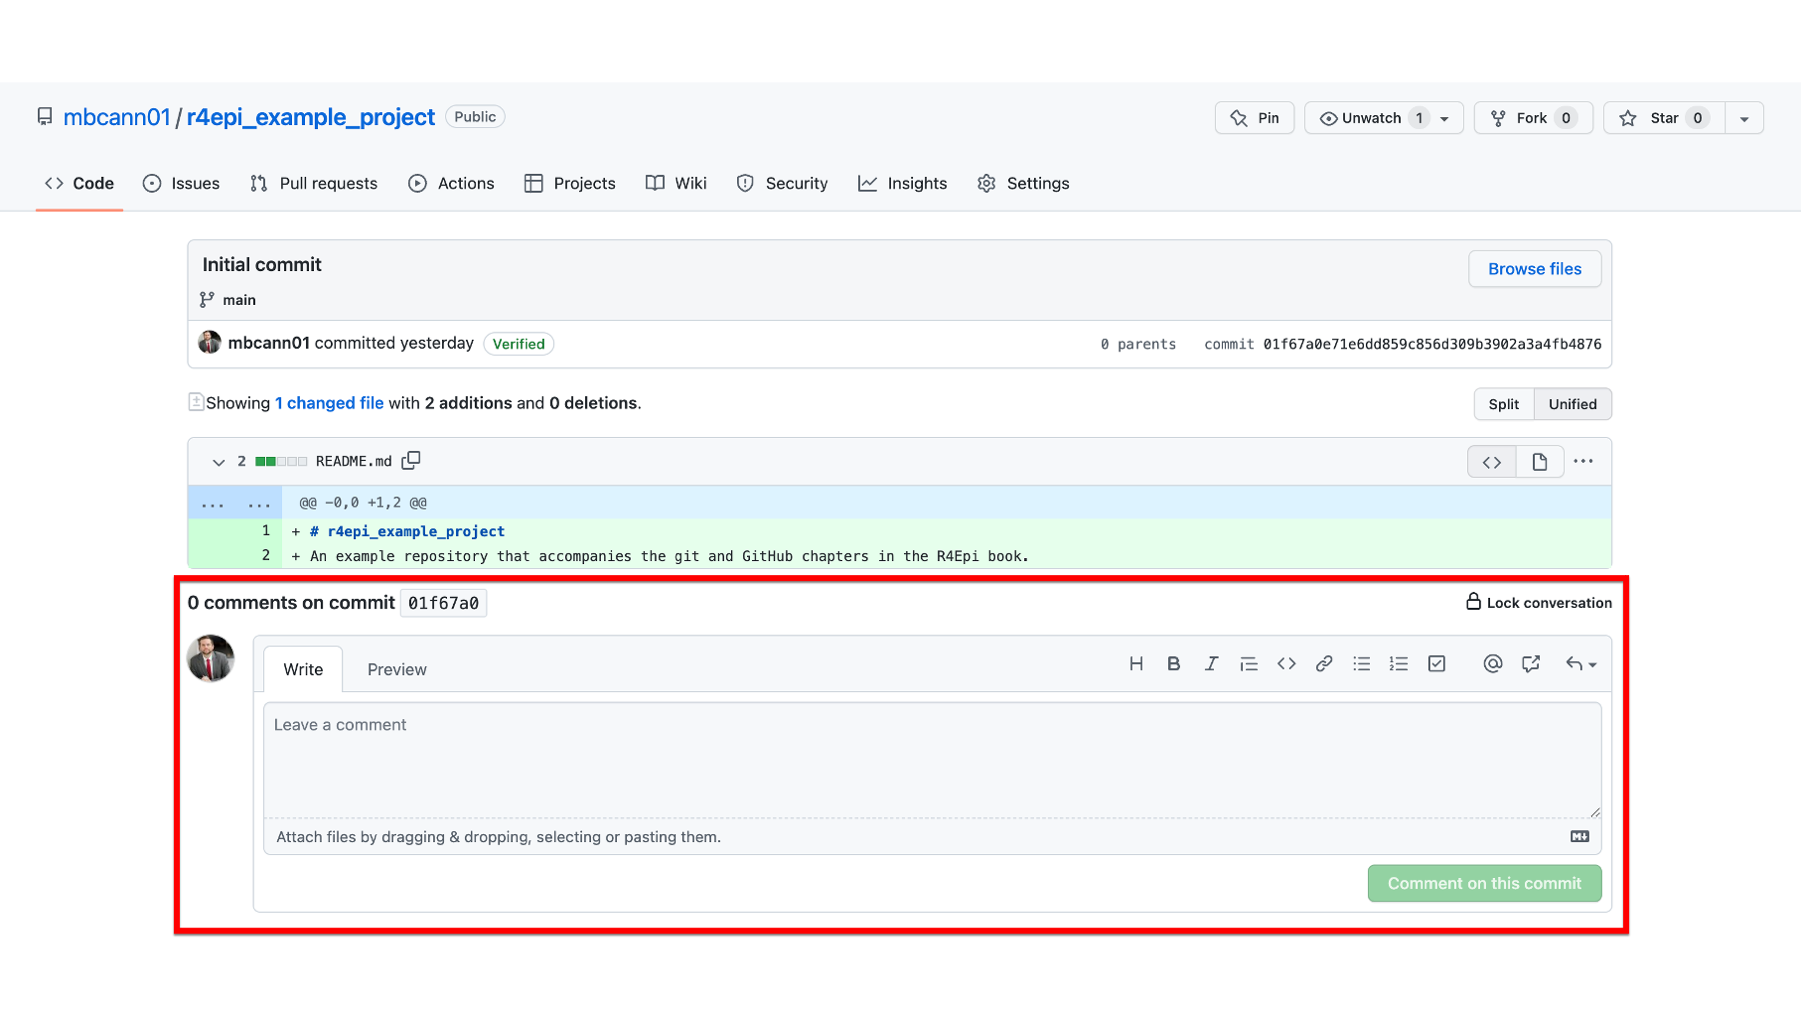 mbcann01 / r4epi_example_project Public
Pin Unwatch 1 Fork 0 Star 0
Code Issues Pull requests Actions Projects Wiki Security Insights Settings
Initial commit
Browse files
main
mbcann01 committed yesterday Verified
0 parents commit 01f67a0e71e6dd859c856d309b3902a3a4fb4876
Showing 1 changed file with 2 additions and 0 deletions.
Split Unified
2 README.md
... ... @@ -0,0 +1,2 @@
1 + # r4epi_example_project
2 + An example repository that accompanies the git and GitHub chapters in the R4Epi book.
0 comments on commit 01f67a0
Lock conversation
Write Preview
Leave a comment
Attach files by dragging & dropping, selecting or pasting them.
Comment on this commit